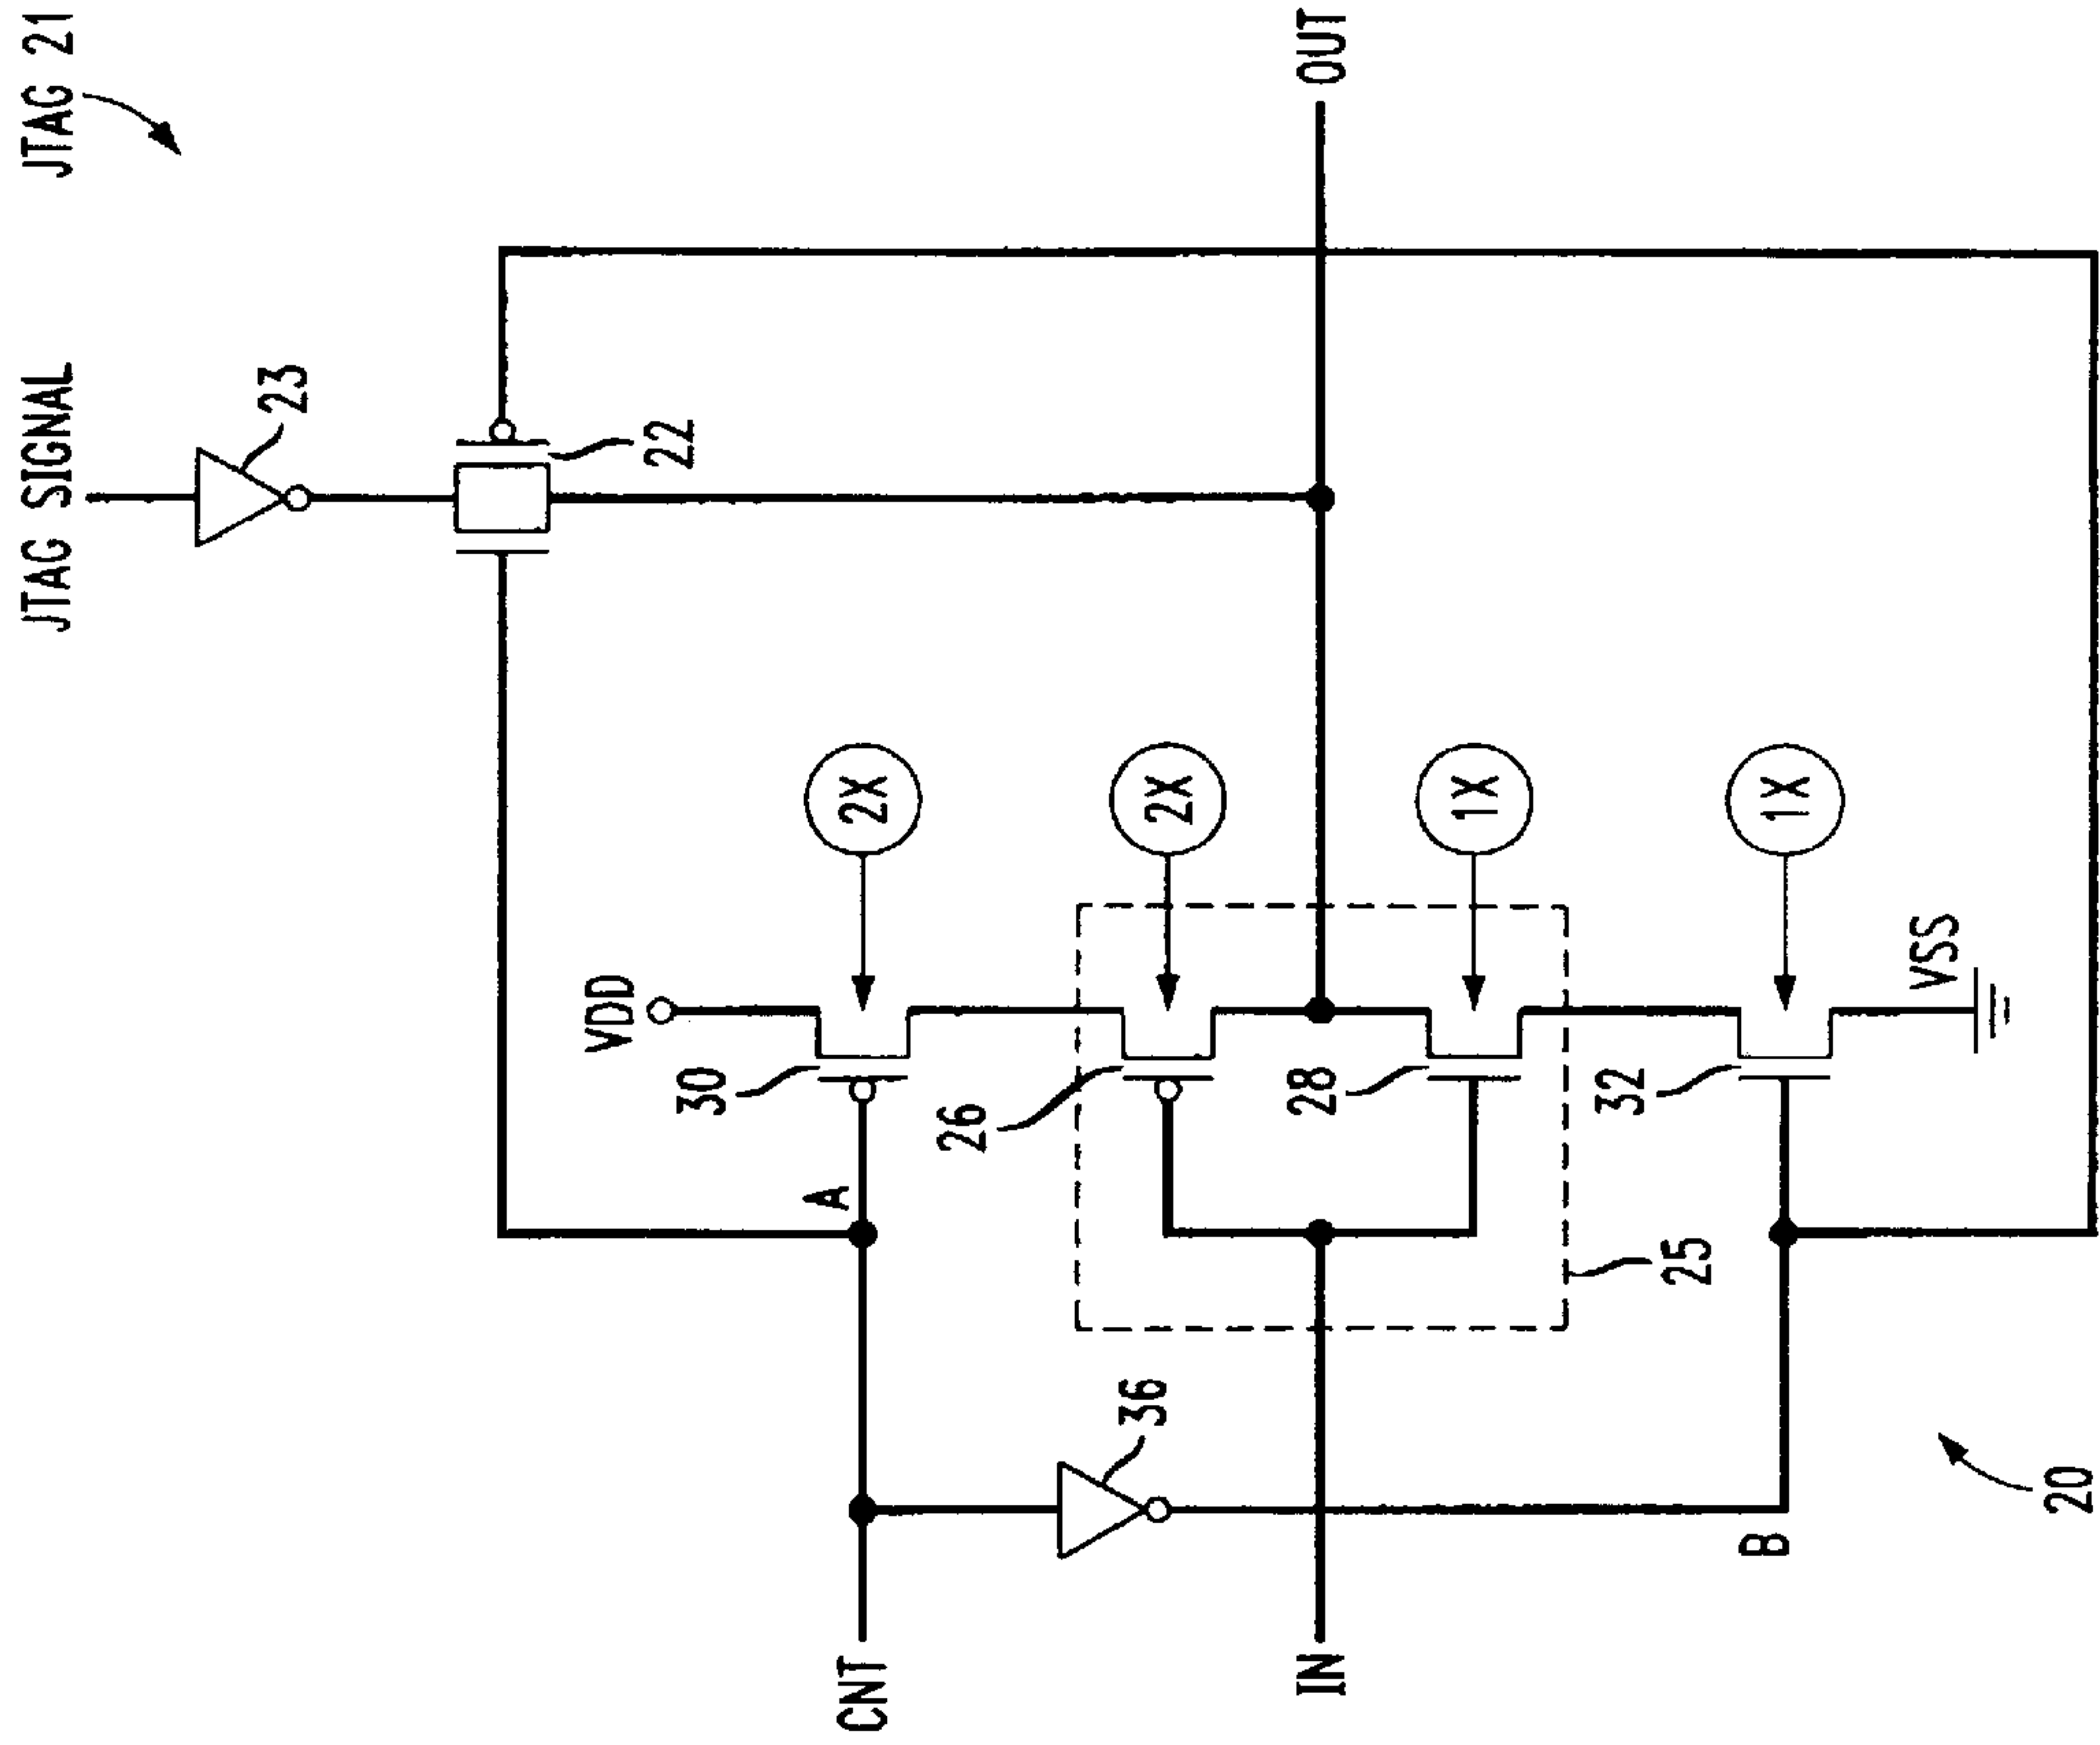 JTAG 21
JTAG SIGNAL
23
22
OUT
VDD
30
2X
26
2X
28
1X
32
1X
VSS
A
25
36
CNT
IN
B
20